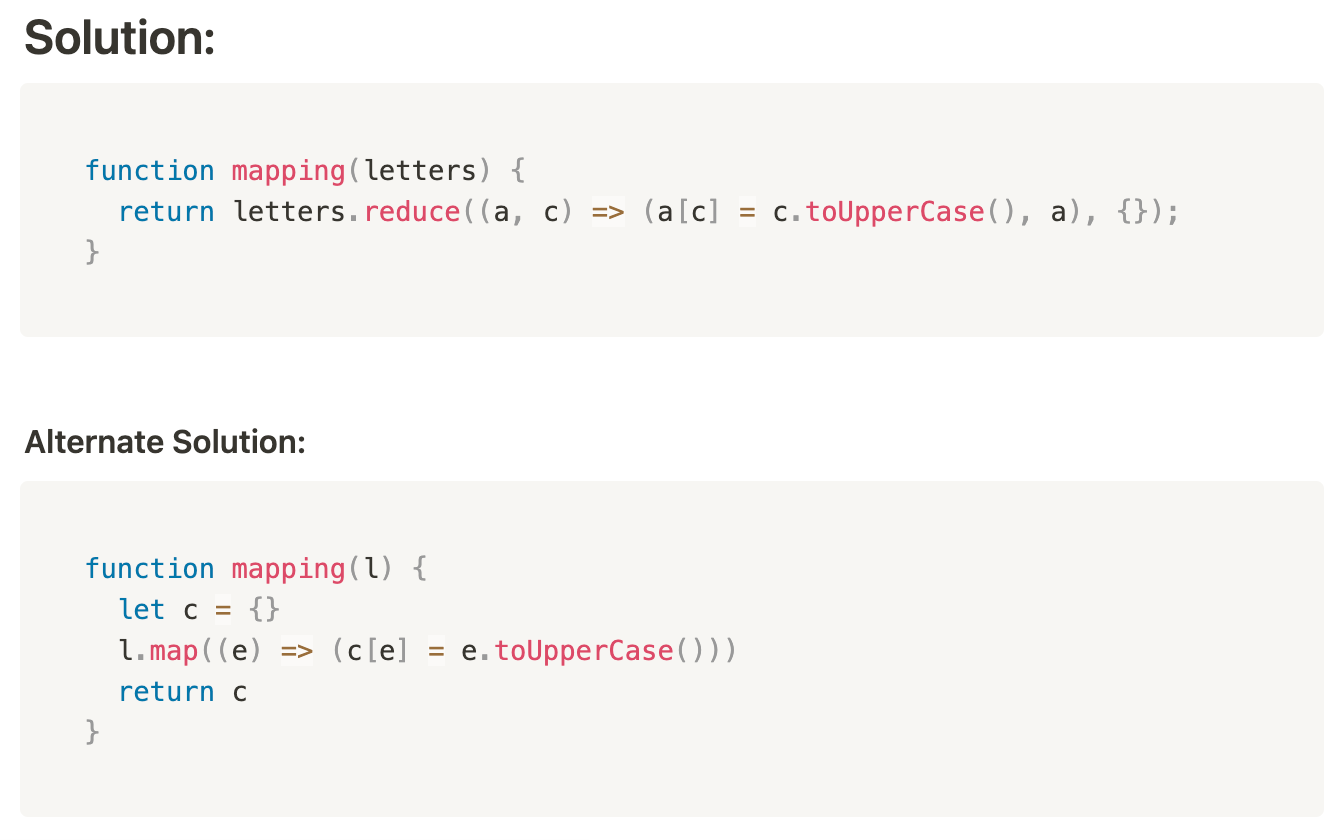 Solution:
function mapping(letters) {
  return letters.reduce((a, c) => (a[c] = c.toUpperCase(), a), {});
}
Alternate Solution:
function mapping(l) {
  let c = {}
  l.map((e) => (c[e] = e.toUpperCase()))
  return c
}